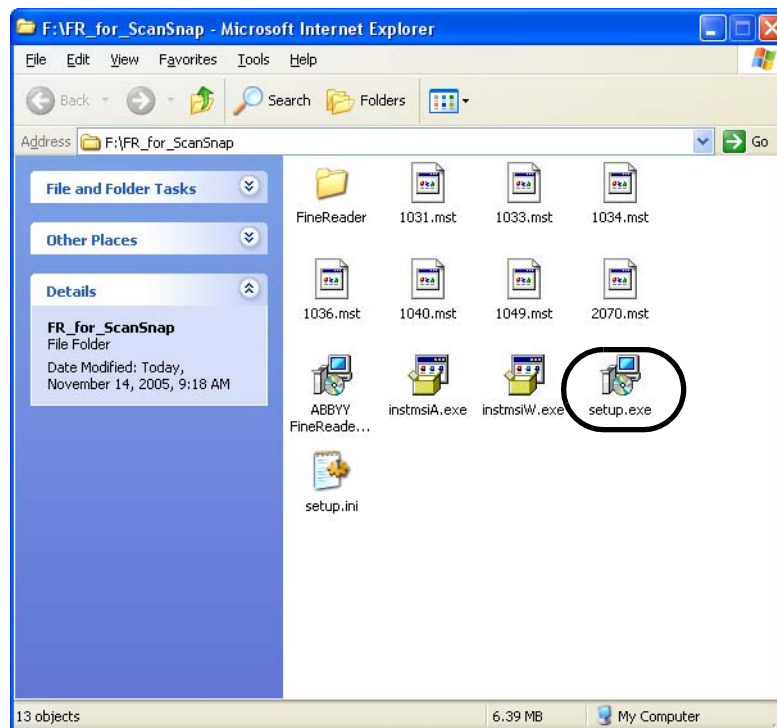 F:\FR_for_ScanSnap - Microsoft Internet Explorer
File Edit View Favorites Tools Help
Back Search Folders
Address F:\FR_for_ScanSnap Go
File and Folder Tasks
Other Places
Details
FR_for_ScanSnap
File Folder
Date Modified: Today,
November 14, 2005, 9:18 AM
FineReader 1031.mst 1033.mst 1034.mst
1036.mst 1040.mst 1049.mst 2070.mst
ABBYY
FineReade... instmsiA.exe instmsiW.exe setup.exe
setup.ini
13 objects 6.39 MB My Computer